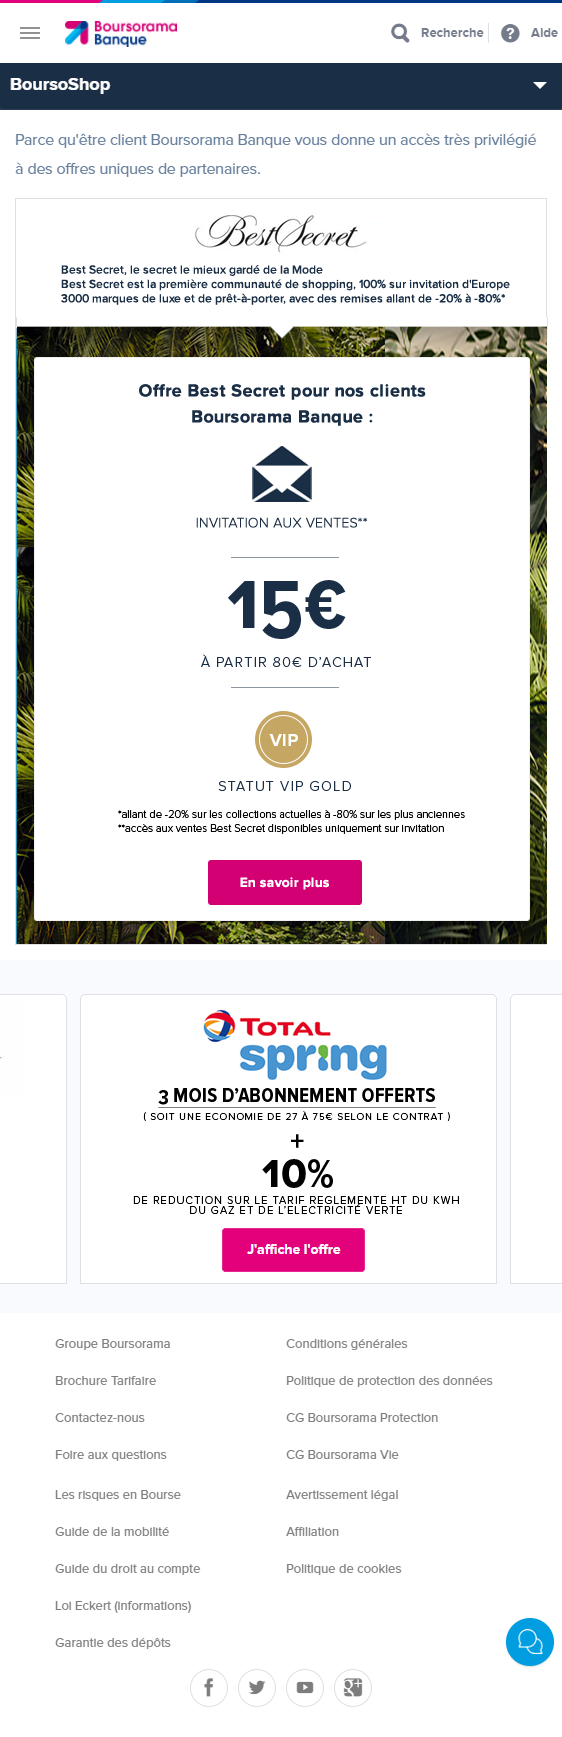 Boursorama
Banque
Recherche
Aide
BoursoShop
Parce qu'être client Boursorama Banque vous donne un accès très privilégié
à des offres uniques de partenaires.
BestSecret
Best Secret, le secret le mieux gardé de la Mode
Best Secret est la première communauté de shopping, 100% sur invitation d'Europe
3000 marques de luxe et de prêt-à-porter, avec des remises allant de -20% à -80%*
Offre Best Secret pour nos clients
Boursorama Banque :
INVITATION AUX VENTES**
15€
À PARTIR 80€ D'ACHAT
VIP
STATUT VIP GOLD
*allant de -20% sur les collections actuelles à -80% sur les plus anciennes
**accès aux ventes Best Secret disponibles uniquement sur invitation
En savoir plus
TOTAL
spring
3 MOIS D'ABONNEMENT OFFERTS
( SOIT UNE ECONOMIE DE 27 À 75€ SELON LE CONTRAT )
+
10%
DE REDUCTION SUR LE TARIF REGLEMENTE HT DU KWH
DU GAZ ET DE L'ELECTRICITÉ VERTE
J'affiche l'offre
Groupe Boursorama
Conditions générales
Brochure Tarifaire
Politique de protection des données
Contactez-nous
CG Boursorama Protection
Foire aux questions
CG Boursorama Vie
Les risques en Bourse
Avertissement légal
Guide de la mobilité
Affiliation
Guide du droit au compte
Politique de cookies
Loi Eckert (informations)
Garantie des dépôts